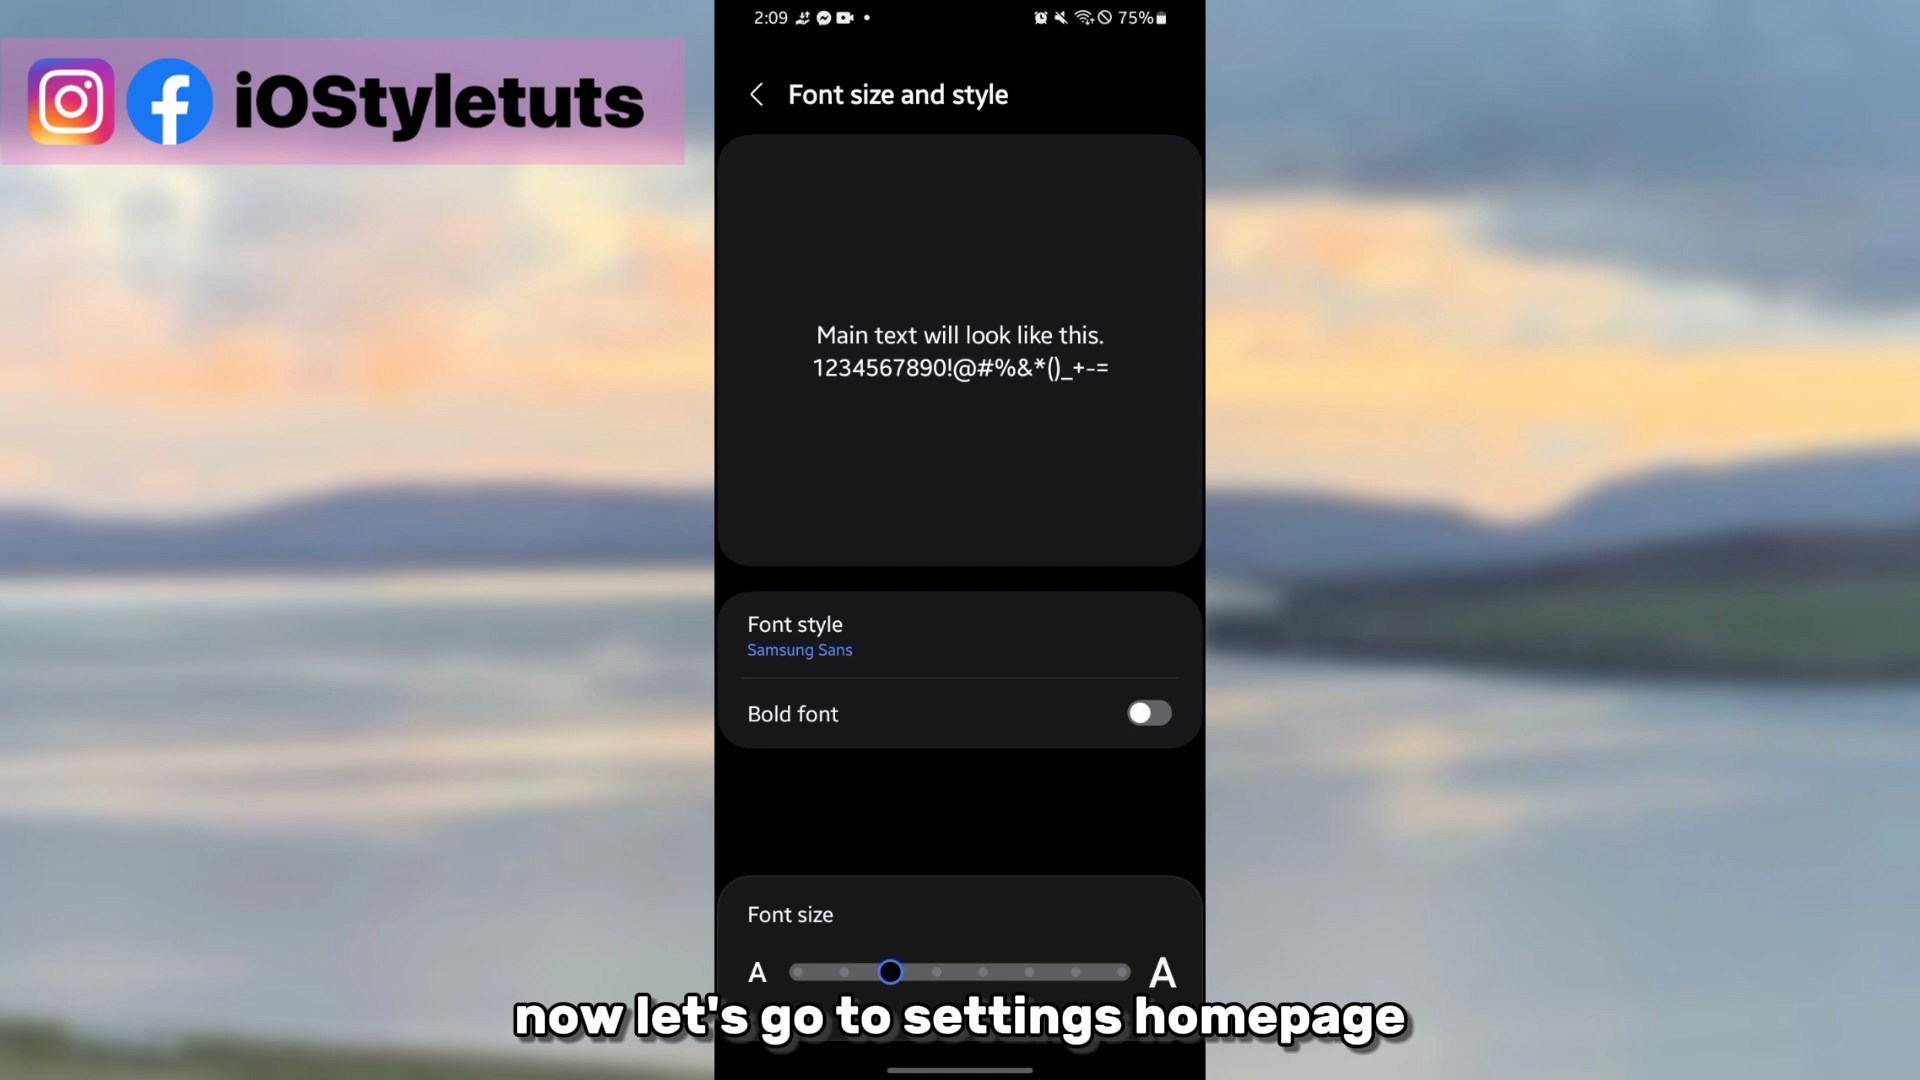 iOStyletuts
2:09
75%
Font size and style
Main text will look like this.
1234567890!@#%&*()_+-=
Font style
Samsung Sans
Bold font
Font size
A A
now let's go to settings homepage